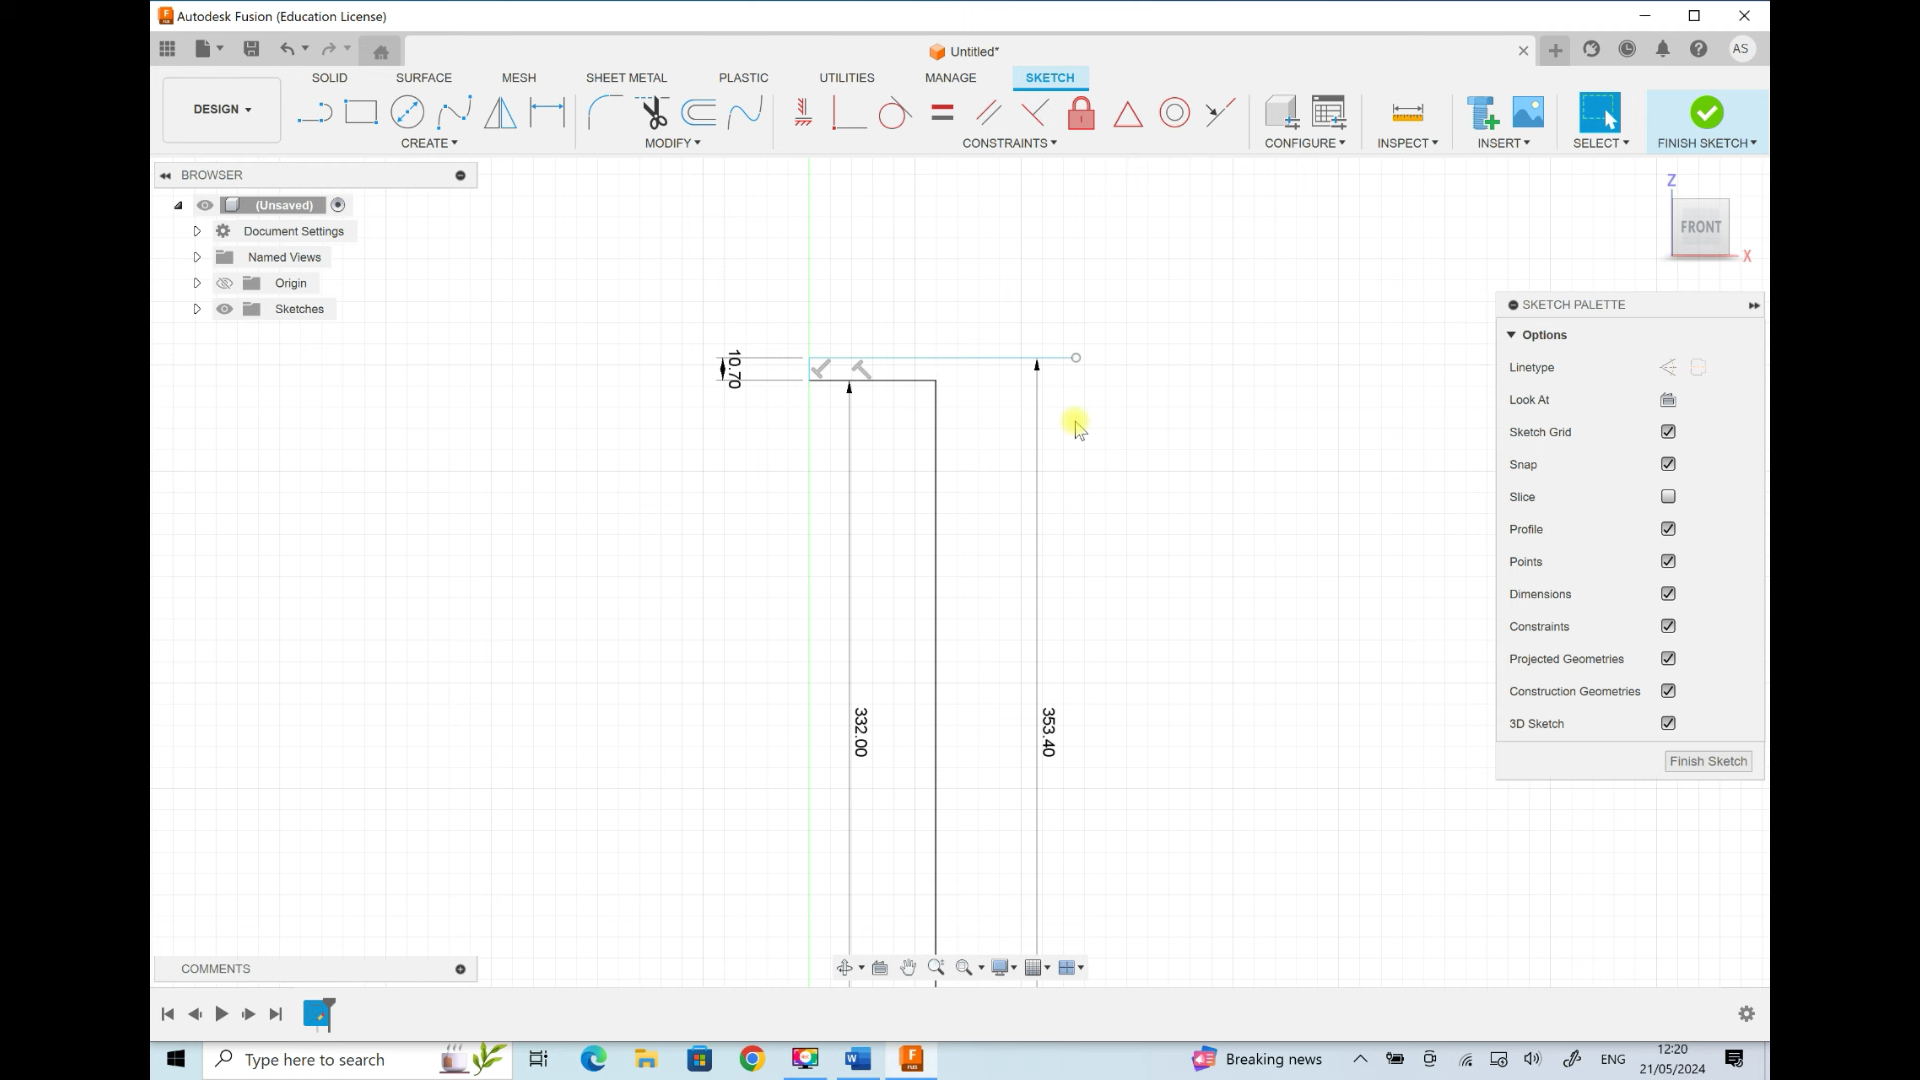 Autodesk Fusion (Education License)
Untitled*
AS
DESIGN
SOLID
SURFACE
MESH
SHEET METAL
PLASTIC
UTILITIES
MANAGE
SKETCH
CREATE
MODIFY
CONSTRAINTS
CONFIGURE
INSPECT
INSERT
SELECT
FINISH SKETCH
BROWSER
(Unsaved)
Document Settings
Named Views
Origin
Sketches
Z
FRONT
X
10.70
332.00
353.40
SKETCH PALETTE
Options
Linetype
Look At
Sketch Grid
Snap
Slice
Profile
Points
Dimensions
Constraints
Projected Geometries
Construction Geometries
3D Sketch
Finish Sketch
COMMENTS
Type here to search
Breaking news
ENG
12:20
21/05/2024